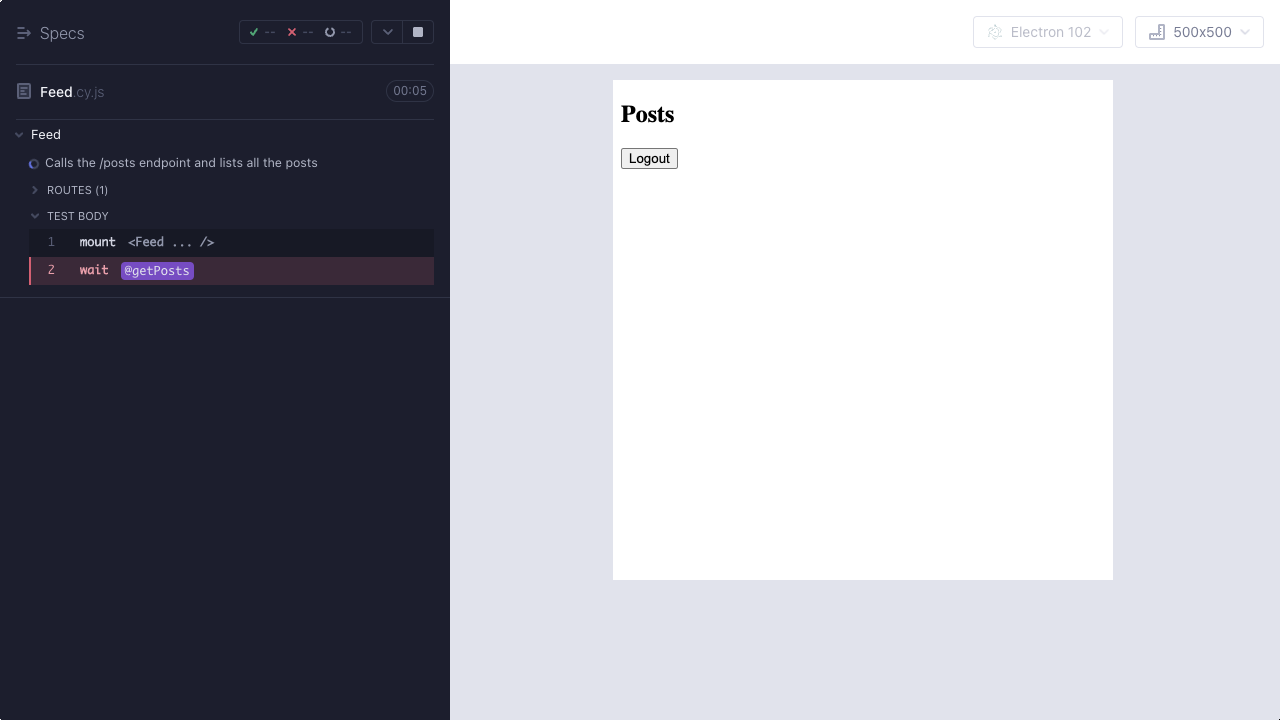 Specs -- -- --
Feed.cy.js 00:05
Feed
Calls the /posts endpoint and lists all the posts
ROUTES (1)
TEST BODY
1 mount <Feed ... />
2 wait @getPosts
Electron 102 500x500
Posts
Logout